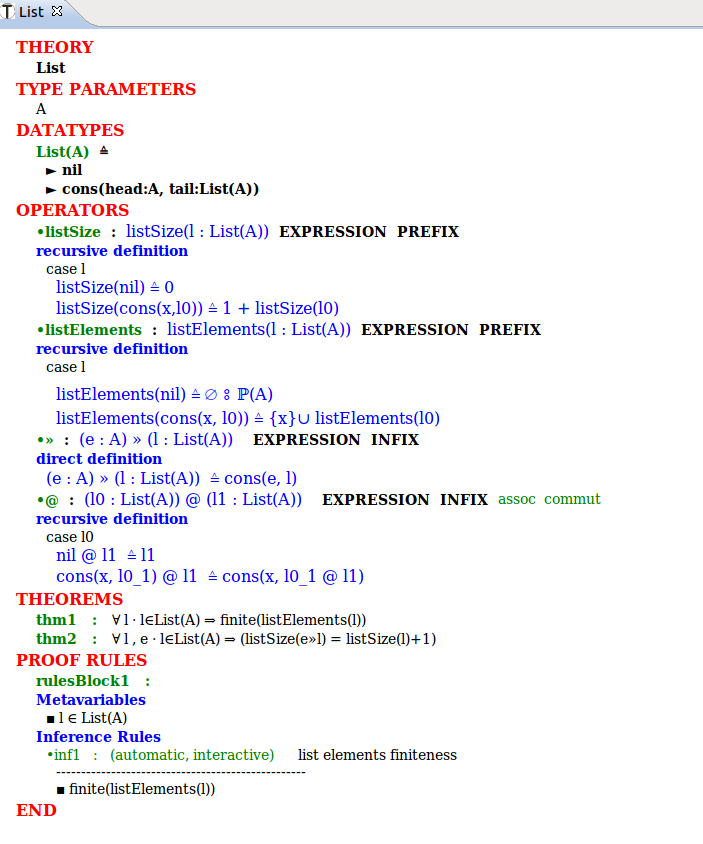 List
THEORY
List
TYPE PARAMETERS
A
DATATYPES
List(A) ≙
► nil
► cons(head:A, tail:List(A))
OPERATORS
•listSize : listSize(l : List(A)) EXPRESSION PREFIX
recursive definition
case l
listSize(nil) ≙ 0
listSize(cons(x,l0)) ≙ 1 + listSize(l0)
•listElements : listElements(l : List(A)) EXPRESSION PREFIX
recursive definition
case l
listElements(nil) ≙ ∅ ⦂ ℙ(A)
listElements(cons(x, l0)) ≙ {x}∪ listElements(l0)
•» : (e : A) » (l : List(A)) EXPRESSION INFIX
direct definition
(e : A) » (l : List(A)) ≙ cons(e, l)
•@ : (l0 : List(A)) @ (l1 : List(A)) EXPRESSION INFIX assoc commut
recursive definition
case l0
nil @ l1 ≙ l1
cons(x, l0_1) @ l1 ≙ cons(x, l0_1 @ l1)
THEOREMS
thm1 : ∀ l · l∈List(A) ⇒ finite(listElements(l))
thm2 : ∀ l , e · l∈List(A) ⇒ (listSize(e»l) = listSize(l)+1)
PROOF RULES
rulesBlock1 :
Metavariables
▪ l ∈ List(A)
Inference Rules
•inf1 : (automatic, interactive) list elements finiteness
--------------------------------------------------
▪ finite(listElements(l))
END